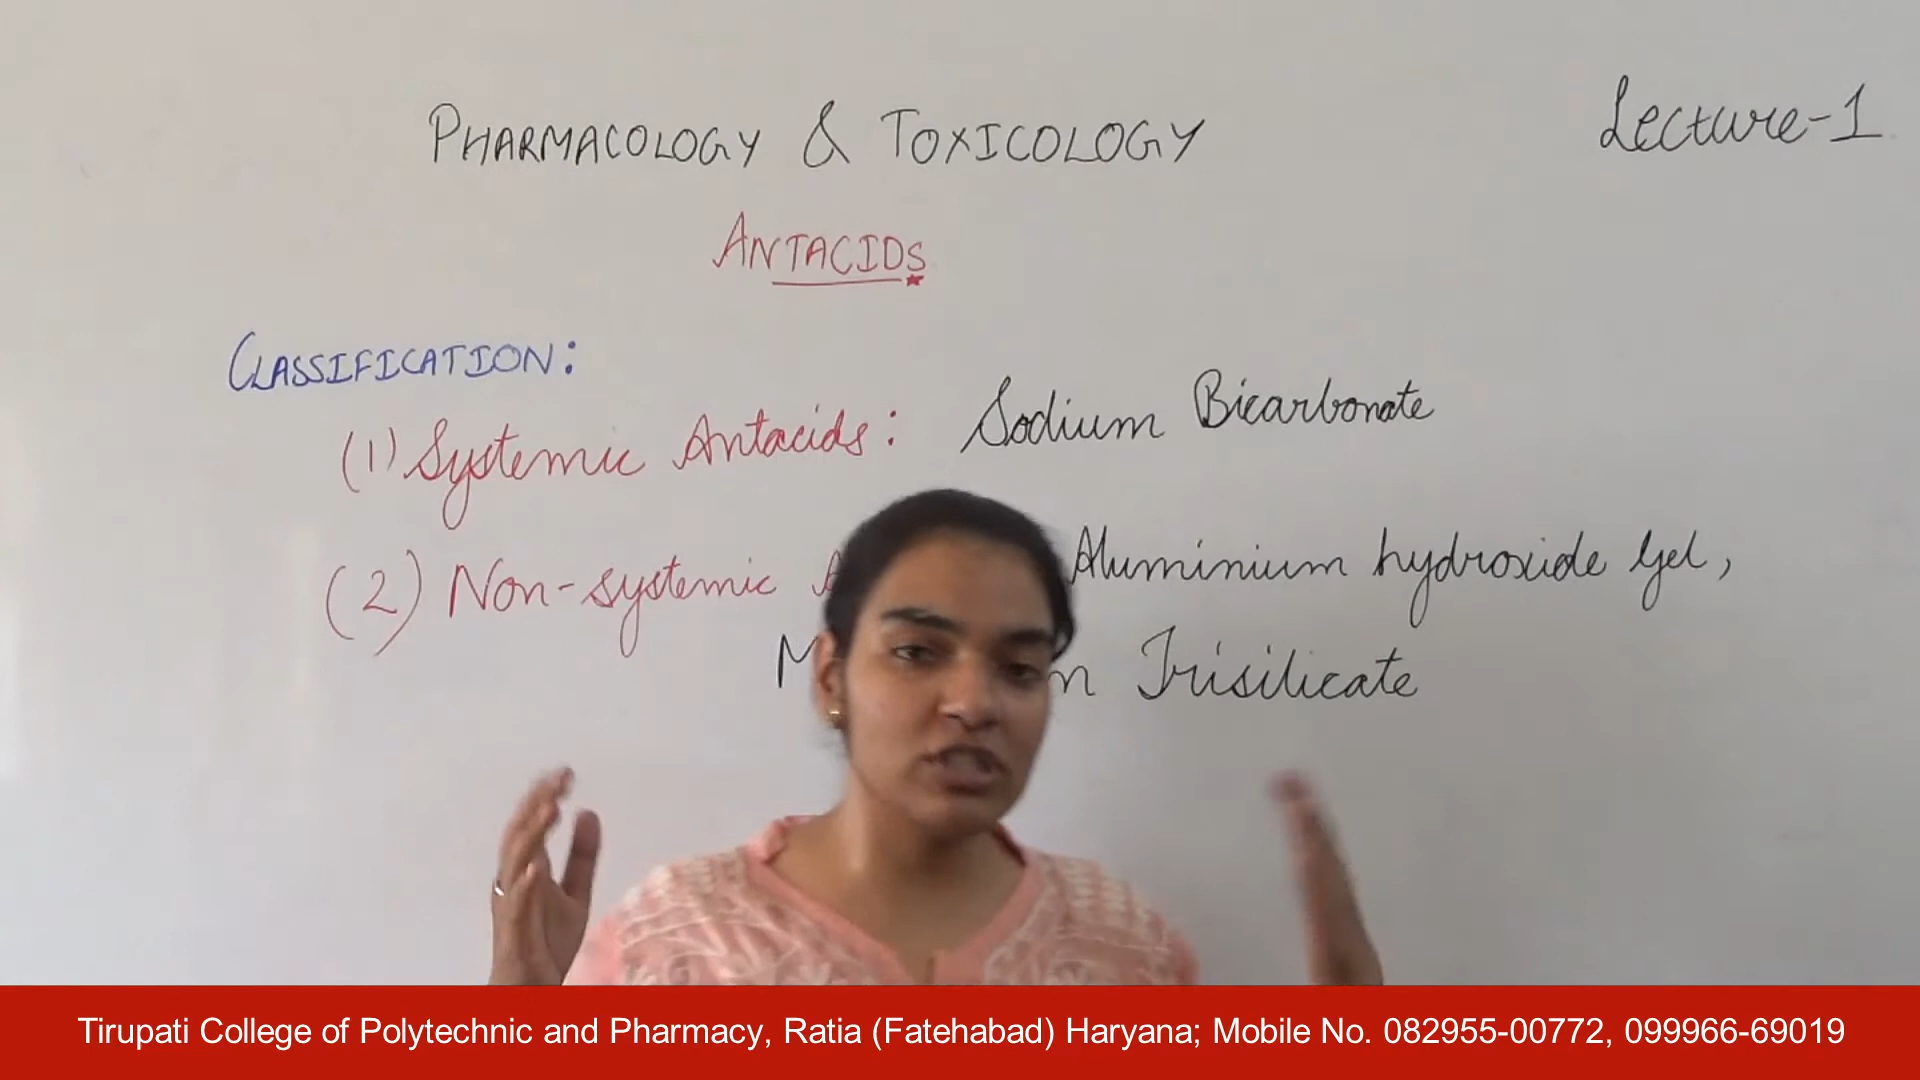 Lecture-1
PHARMACOLOGY & TOXICOLOGY
ANTACIDS
CLASSIFICATION:
(1) Systemic Antacids: Sodium Bicarbonate
(2) Non-systemic Aluminium hydroxide Gel,
Trisilicate
Tirupati College of Polytechnic and Pharmacy, Ratia (Fatehabad) Haryana; Mobile No. 082955-00772, 099966-69019